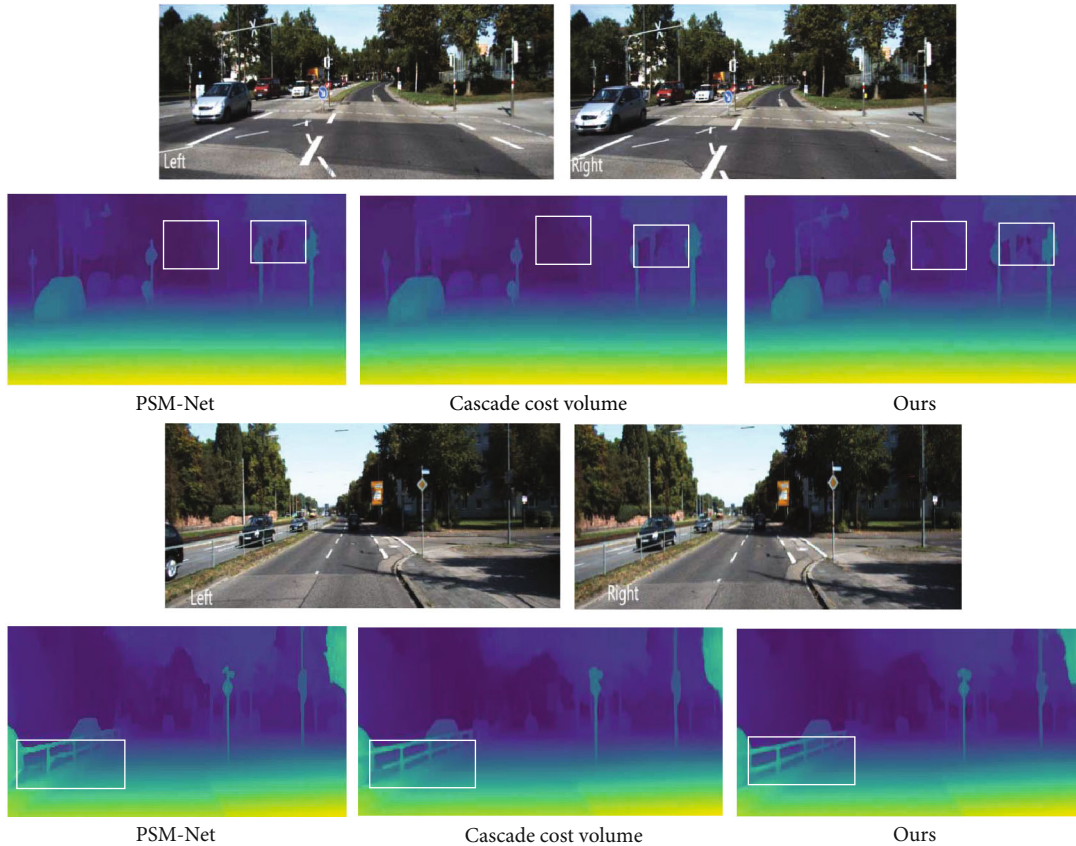 Left
Right
PSM-Net
Cascade cost volume
Ours
Left
Right
PSM-Net
Cascade cost volume
Ours